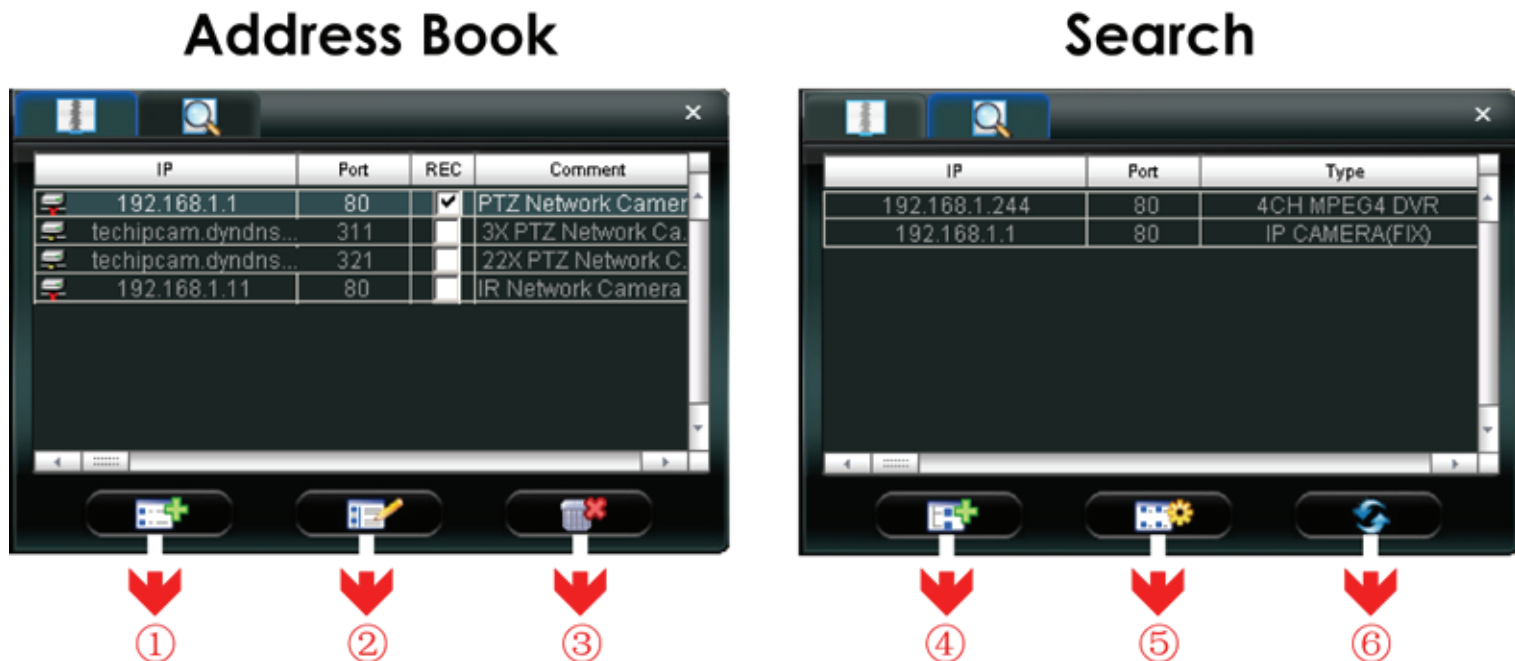 Address Book
IP Port REC Comment
192.168.1.1 80 PTZ Network Camer
techipcam.dyndns... 311 3X PTZ Network Ca.
techipcam.dyndns... 321 22X PTZ Network C.
192.168.1.11 80 IR Network Camera
① ② ③
Search
IP Port Type
192.168.1.244 80 4CH MPEG4 DVR
192.168.1.1 80 IP CAMERA(FIX)
④ ⑤ ⑥